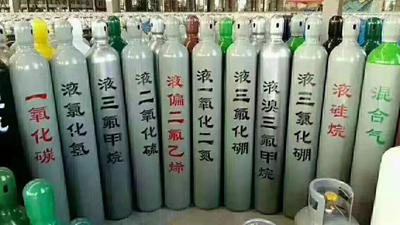 一氧化碳
液氯化氢
液三氟甲烷
液二氧化硫
液偏二氟乙烯
液一氧化二氮
液三氟化硼
液溴三氟甲烷
液三氯化硼
液硅烷
混合气